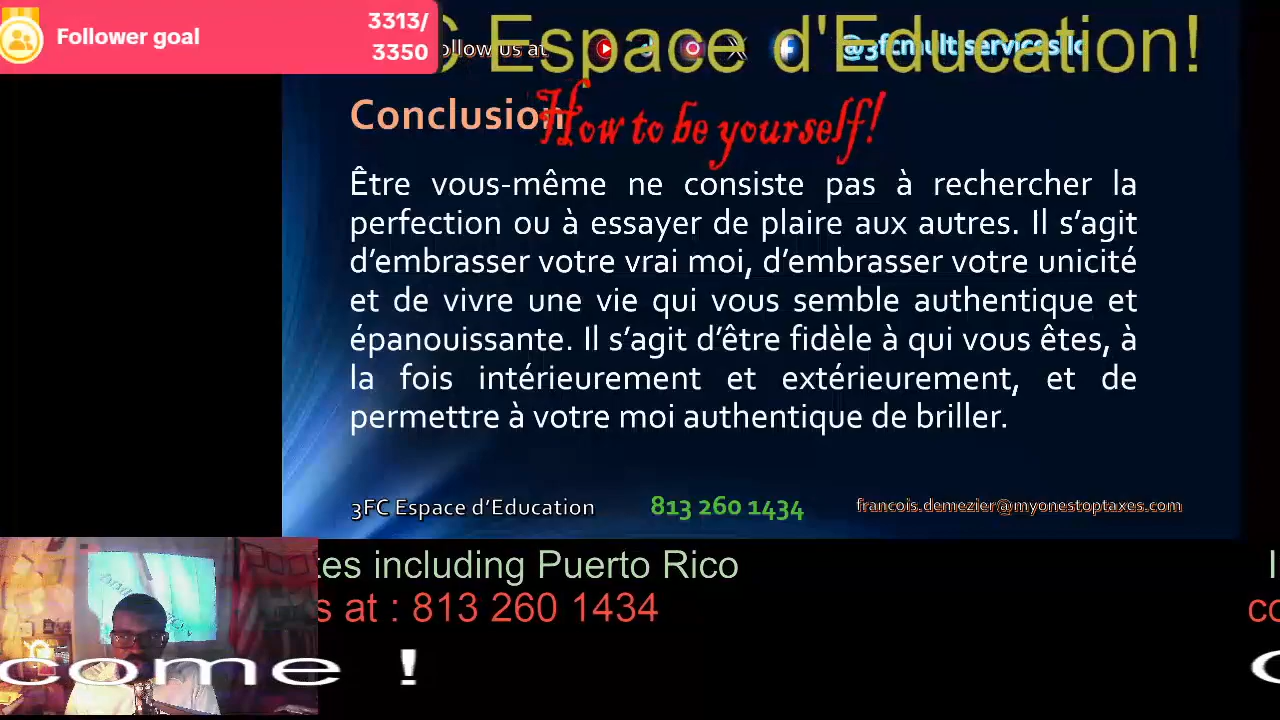 Follower goal
3313/
3350
C Espace d'Education!
ollow us at
@3fcmultiservicesllc
Conclusion
How to be yourself!
Être vous-même ne consiste pas à rechercher la
perfection ou à essayer de plaire aux autres. Il s’agit
d’embrasser votre vrai moi, d’embrasser votre unicité
et de vivre une vie qui vous semble authentique et
épanouissante. Il s’agit d’être fidèle à qui vous êtes, à
la fois intérieurement et extérieurement, et de
permettre à votre moi authentique de briller.
3FC Espace d’Education
813 260 1434
francois.demezier@myonestoptaxes.com
tes including Puerto Rico
s at : 813 260 1434
co
come !